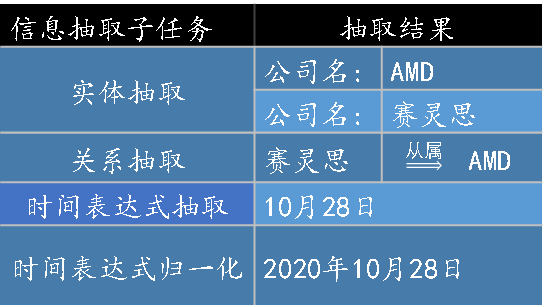 信息抽取子任务 抽取结果
实体抽取 公司名： AMD
公司名： 赛灵思
关系抽取 赛灵思 从属 AMD
时间表达式抽取 10月28日
时间表达式归一化 2020年10月28日